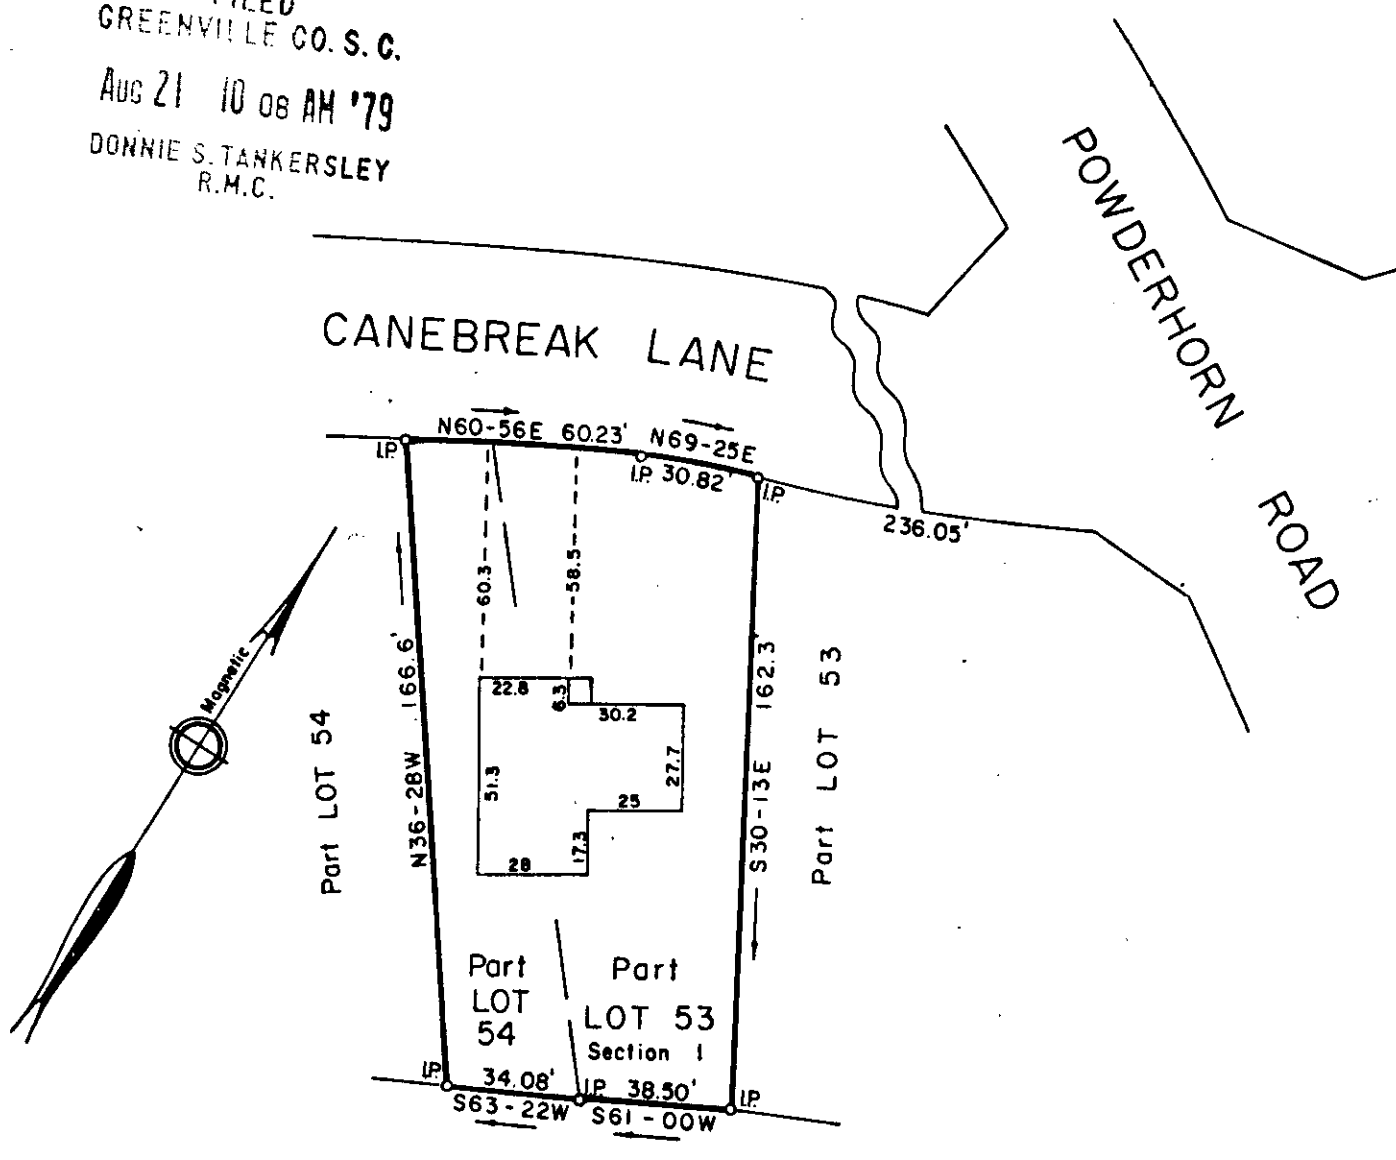 FILED
GREENVILLE CO. S. C.
AUG 21 10 08 AM '79
DONNIE S. TANKERSLEY
R.M.C.
POWDERHORN ROAD
CANEBREAK LANE
N60-56E 60.23'
N69-25E
30.82'
I.P.
I.P.
I.P.
236.05'
60.3
58.5
Magnetic
N36-28W 166.6'
S30-13E 162.3'
Part LOT 54
Part LOT 53
22.8
6.3
30.2
51.3
27.7
25
17.3
28
Part
LOT
54
Part
LOT 53
Section 1
I.P.
34.08'
I.P.
38.50'
I.P.
S63-22W
S61-00W